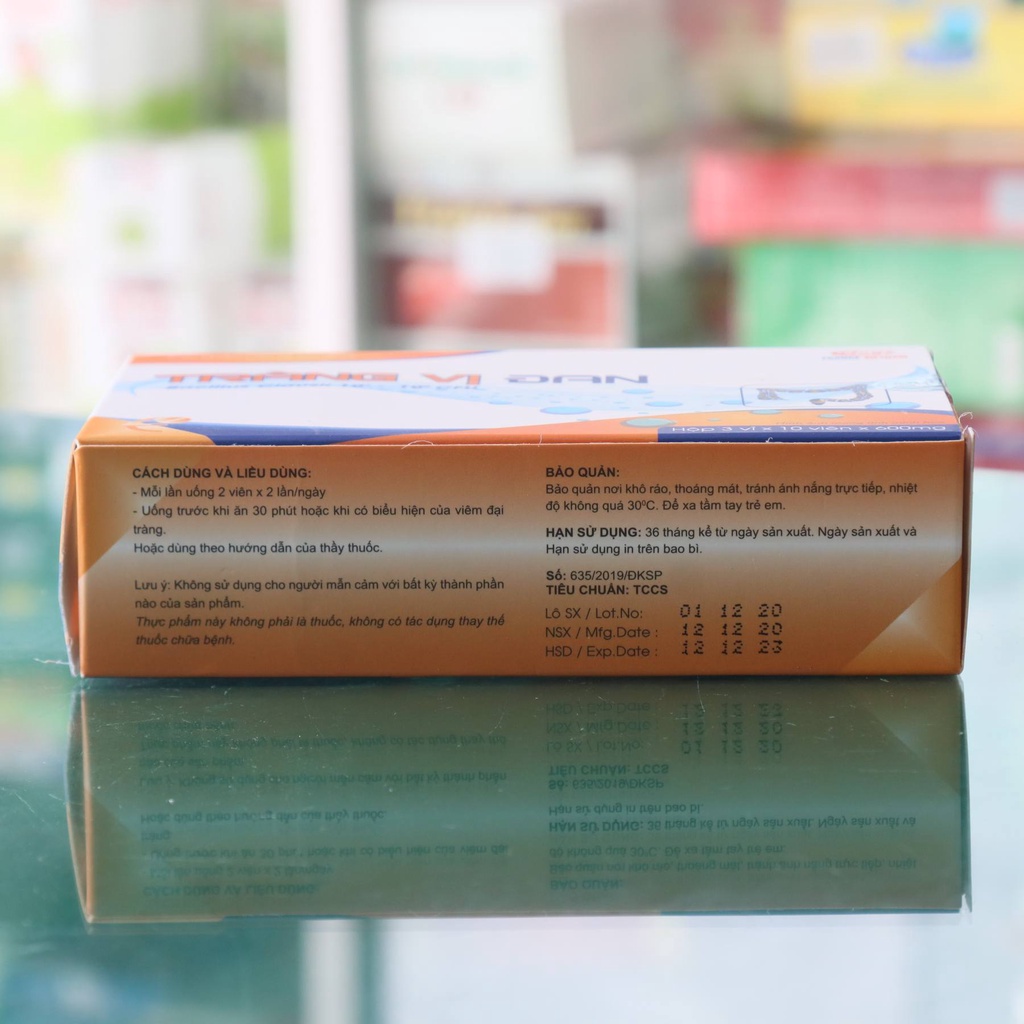 TRÀNG VỊ ĐAN
Hộp 3 vỉ x 10 viên x 600mg
CÁCH DÙNG VÀ LIỀU DÙNG:
- Mỗi lần uống 2 viên x 2 lần/ngày
- Uống trước khi ăn 30 phút hoặc khi có biểu hiện của viêm đại
tràng.
Hoặc dùng theo hướng dẫn của thầy thuốc.
Lưu ý: Không sử dụng cho người mẫn cảm với bất kỳ thành phần
nào của sản phẩm.
Thực phẩm này không phải là thuốc, không có tác dụng thay thế
thuốc chữa bệnh.
BẢO QUẢN:
Bảo quản nơi khô ráo, thoáng mát, tránh ánh nắng trực tiếp, nhiệt
độ không quá 30⁰C. Để xa tầm tay trẻ em.
HẠN SỬ DỤNG: 36 tháng kể từ ngày sản xuất. Ngày sản xuất và
Hạn sử dụng in trên bao bì.
Số: 635/2019/ĐKSP
TIÊU CHUẨN: TCCS
Lô SX / Lot.No: 01 12 20
NSX / Mfg.Date : 12 12 20
HSD / Exp.Date : 12 12 23